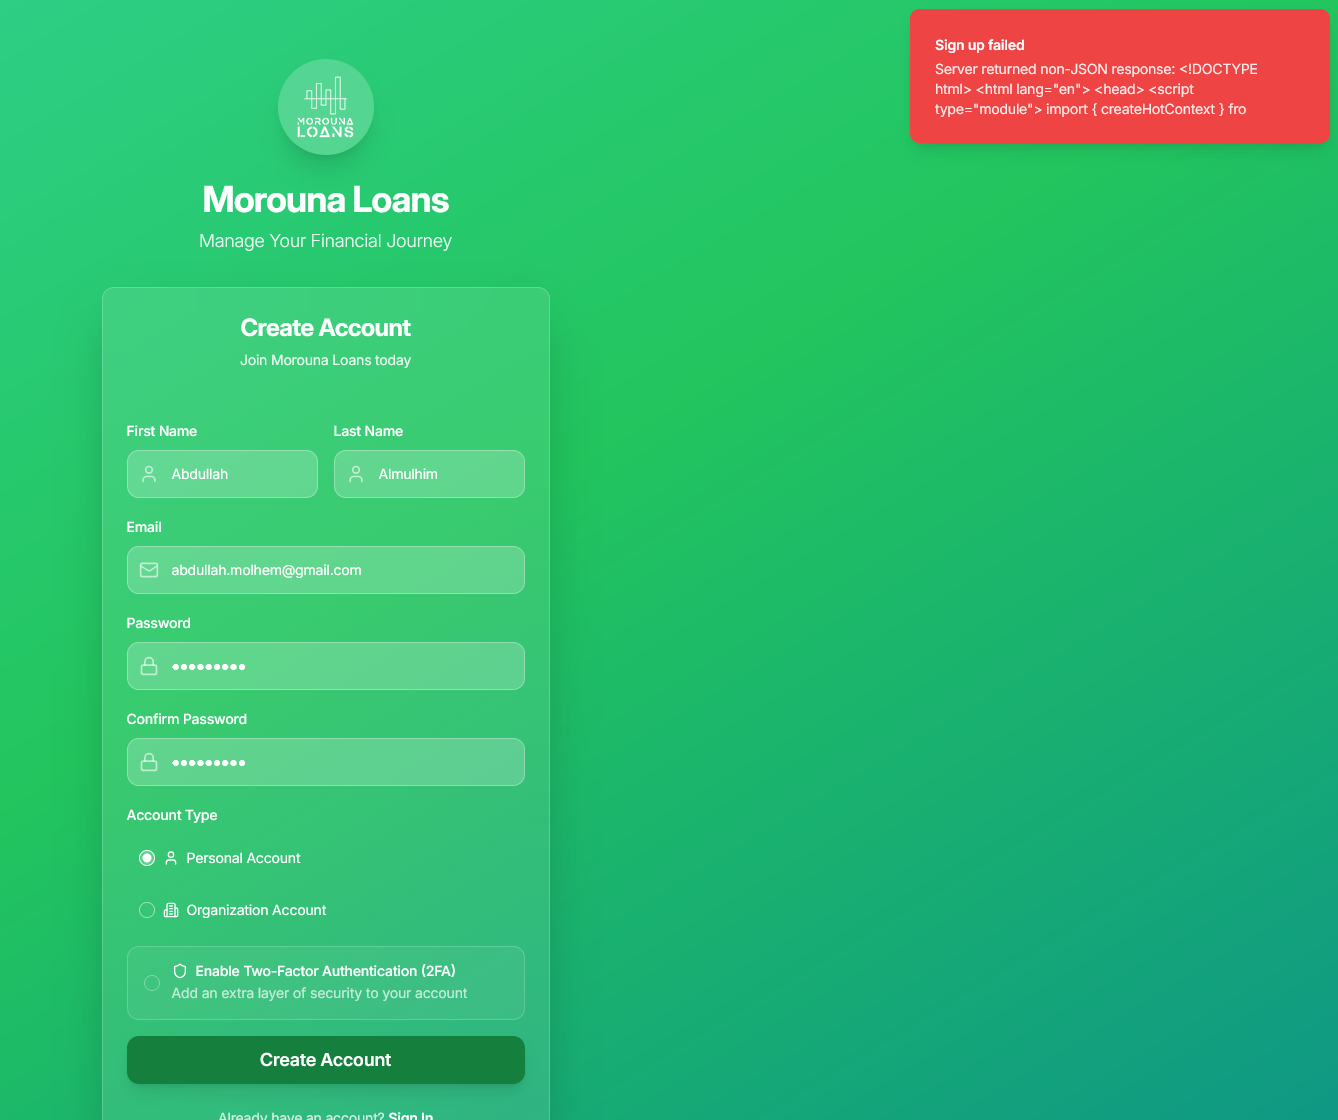 Sign up failed
Server returned non-JSON response: <!DOCTYPE
html> <html lang="en"> <head> <script
type="module"> import { createHotContext } fro
MOROUNA
LOANS
Morouna Loans
Manage Your Financial Journey
Create Account
Join Morouna Loans today
First Name
Last Name
Abdullah
Almulhim
Email
abdullah.molhem@gmail.com
Password
•••••••••
Confirm Password
•••••••••
Account Type
Personal Account
Organization Account
Enable Two-Factor Authentication (2FA)
Add an extra layer of security to your account
Create Account
Already have an account? Sign In